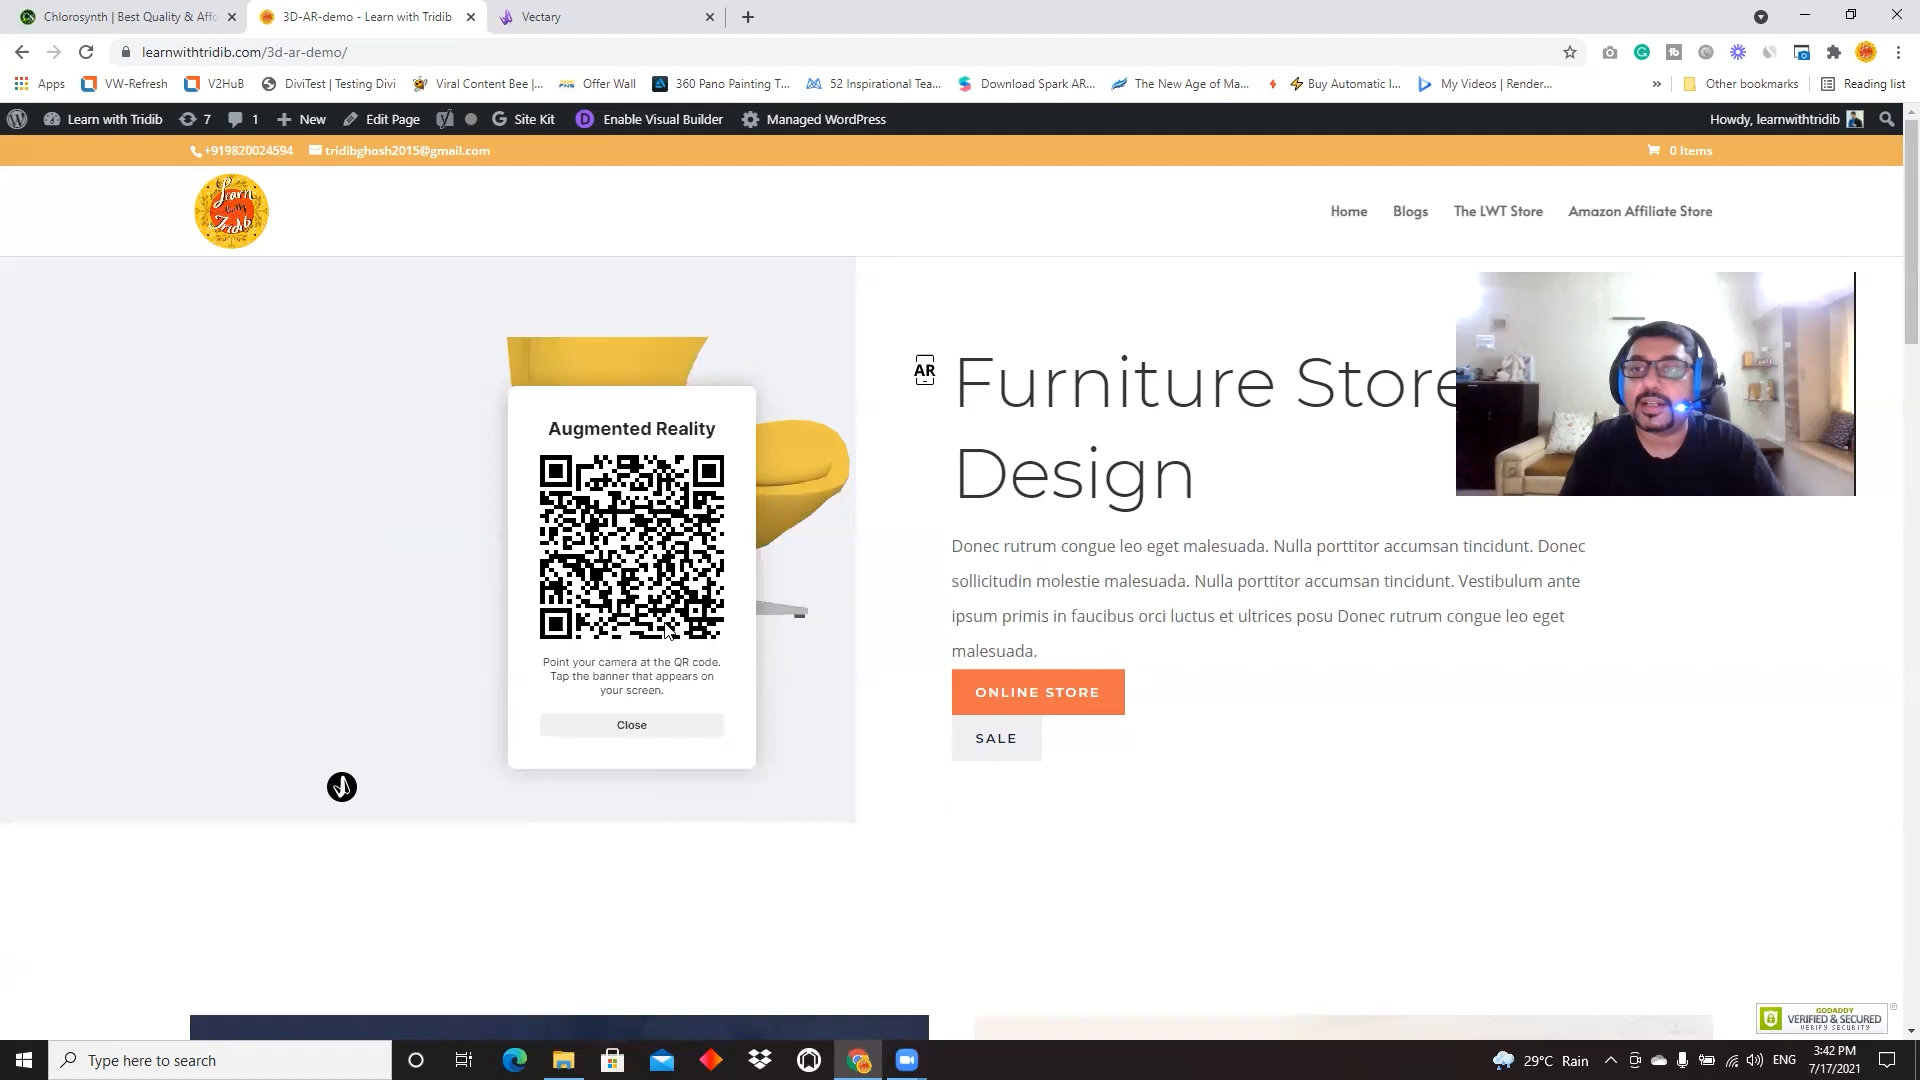 Chlorosynth | Best Quality & Affo
3D-AR-demo - Learn with Tridib
Vectary
learnwithtridib.com/3d-ar-demo/
Apps
VW-Refresh
V2HuB
DiviTest | Testing Divi
Viral Content Bee |...
Offer Wall
360 Pano Painting T...
52 Inspirational Tea...
Download Spark AR...
The New Age of Ma...
Buy Automatic I...
My Videos | Render...
»
Other bookmarks
Reading list
Learn with Tridib
7
1
New
Edit Page
Site Kit
Enable Visual Builder
Managed WordPress
Howdy, learnwithtridib
+919820024594
tridibghosh2015@gmail.com
0 Items
Learn
with
Tridib
Home
Blogs
The LWT Store
Amazon Affiliate Store
AR
Furniture Store
Design
Augmented Reality
Point your camera at the QR code.
Tap the banner that appears on
your screen.
Close
Donec rutrum congue leo eget malesuada. Nulla porttitor accumsan tincidunt. Donec
sollicitudin molestie malesuada. Nulla porttitor accumsan tincidunt. Vestibulum ante
ipsum primis in faucibus orci luctus et ultrices posu Donec rutrum congue leo eget
malesuada.
ONLINE STORE
SALE
GODADDY
VERIFIED & SECURED
VERIFY SECURITY
Type here to search
29°C Rain
ENG
3:42 PM
7/17/2021